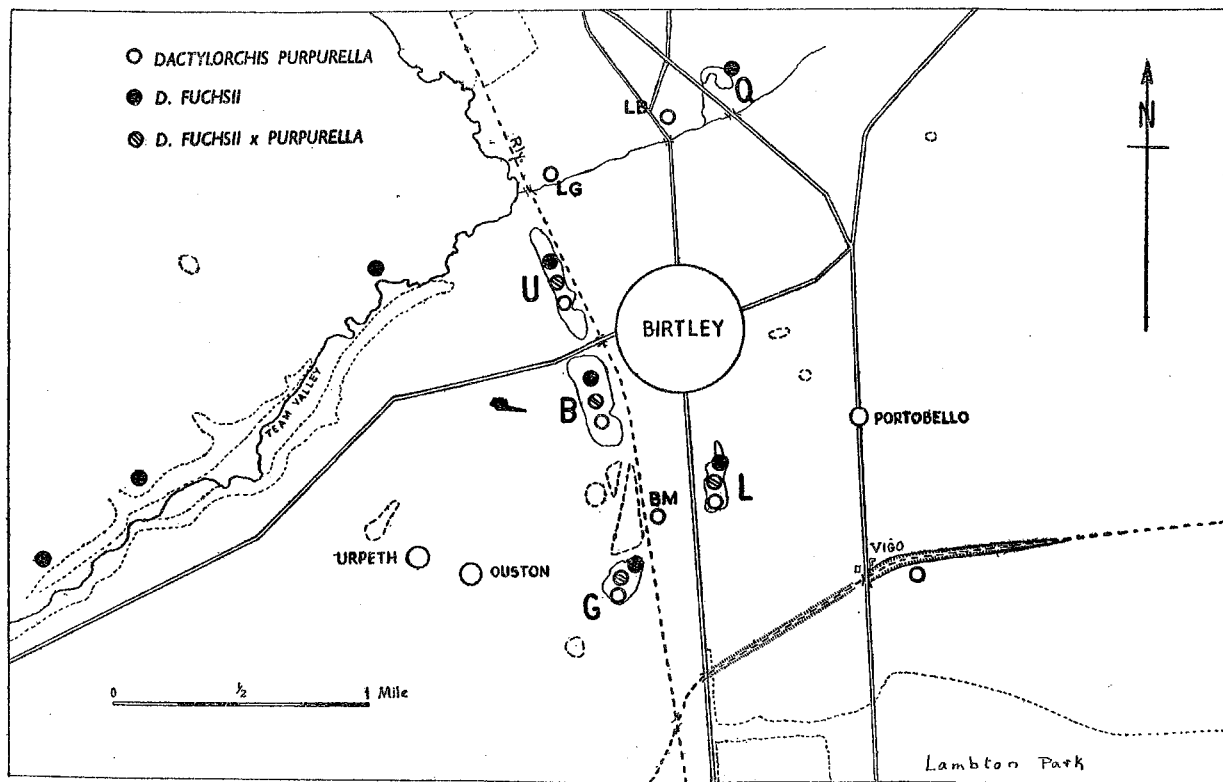 DACTYLORCHIS PURPURELLA
D. FUCHSII
D. FUCHSII x PURPURELLA
Q
LB
N
RLY.
LG
U
BIRTLEY
TEAM VALLEY
B
PORTOBELLO
L
BM
VIGO
URPETH
OUSTON
G
0 ½ 1 Mile
Lambton Park